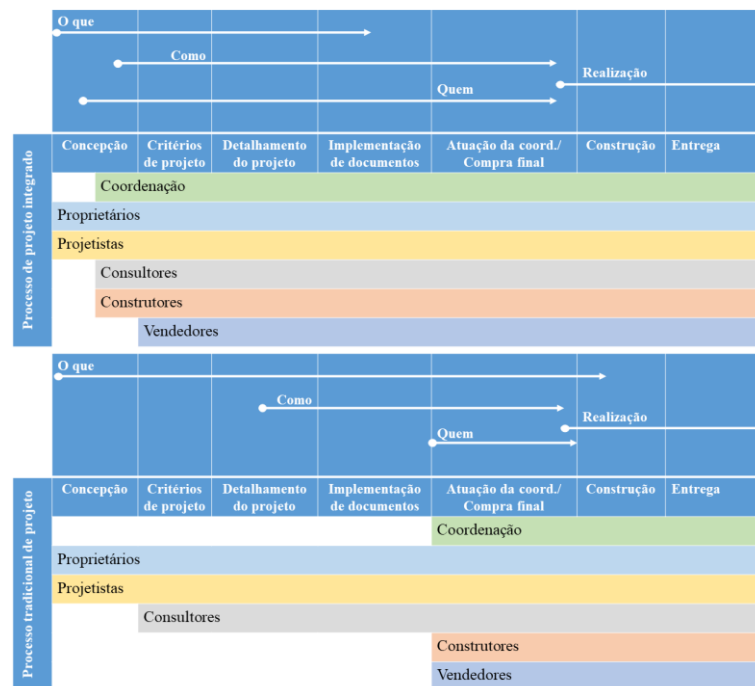 O que
Como
Realização
Quem
Concepção
Critérios
de projeto
Detalhamento
do projeto
Implementação
de documentos
Atuação da coord./
Compra final
Construção
Entrega
Processo de projeto integrado
Coordenação
Proprietários
Projetistas
Consultores
Construtores
Vendedores
O que
Como
Realização
Quem
Concepção
Critérios
de projeto
Detalhamento
do projeto
Implementação
de documentos
Atuação da coord./
Compra final
Construção
Entrega
Processo tradicional de projeto
Coordenação
Proprietários
Projetistas
Consultores
Construtores
Vendedores